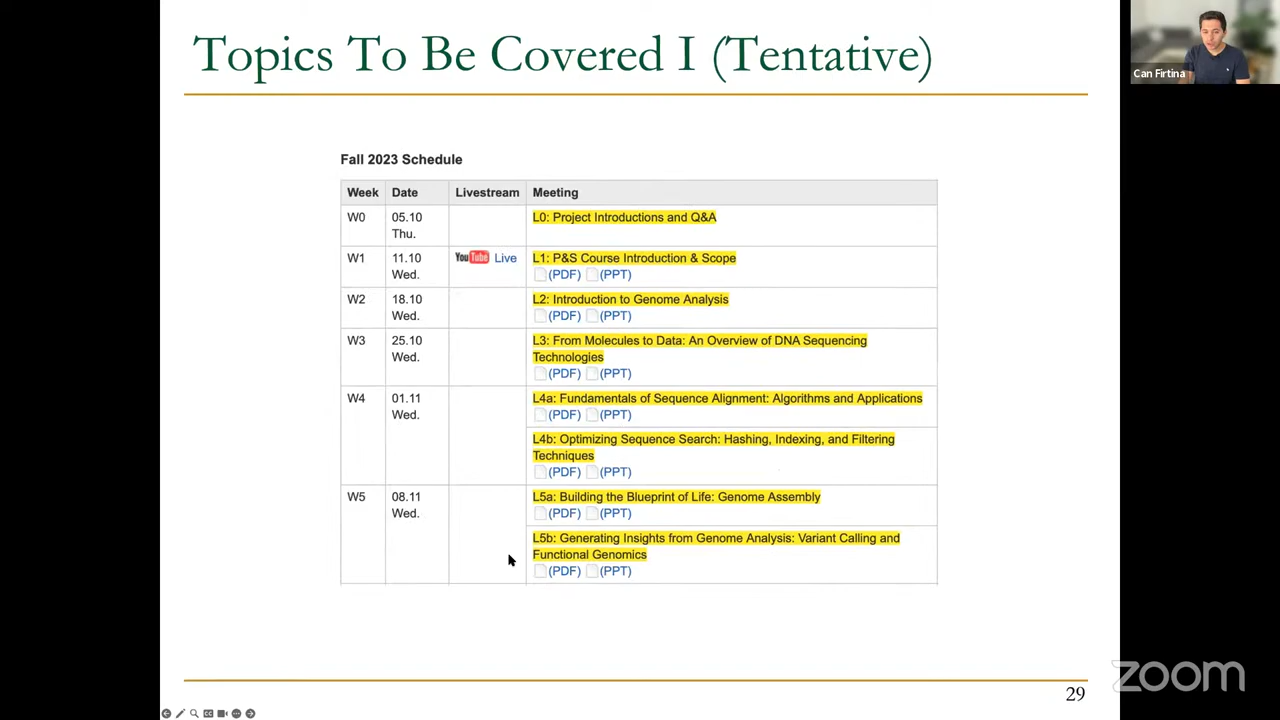 Topics To Be Covered I (Tentative)
Can Firtina
Fall 2023 Schedule
Week Date Livestream Meeting
W0 05.10 Thu. L0: Project Introductions and Q&A
W1 11.10 Wed. YouTube Live L1: P&S Course Introduction & Scope
(PDF) (PPT)
W2 18.10 Wed. L2: Introduction to Genome Analysis
(PDF) (PPT)
W3 25.10 Wed. L3: From Molecules to Data: An Overview of DNA Sequencing
Technologies
(PDF) (PPT)
W4 01.11 Wed. L4a: Fundamentals of Sequence Alignment: Algorithms and Applications
(PDF) (PPT)
L4b: Optimizing Sequence Search: Hashing, Indexing, and Filtering
Techniques
(PDF) (PPT)
W5 08.11 Wed. L5a: Building the Blueprint of Life: Genome Assembly
(PDF) (PPT)
L5b: Generating Insights from Genome Analysis: Variant Calling and
Functional Genomics
(PDF) (PPT)
29
zoom